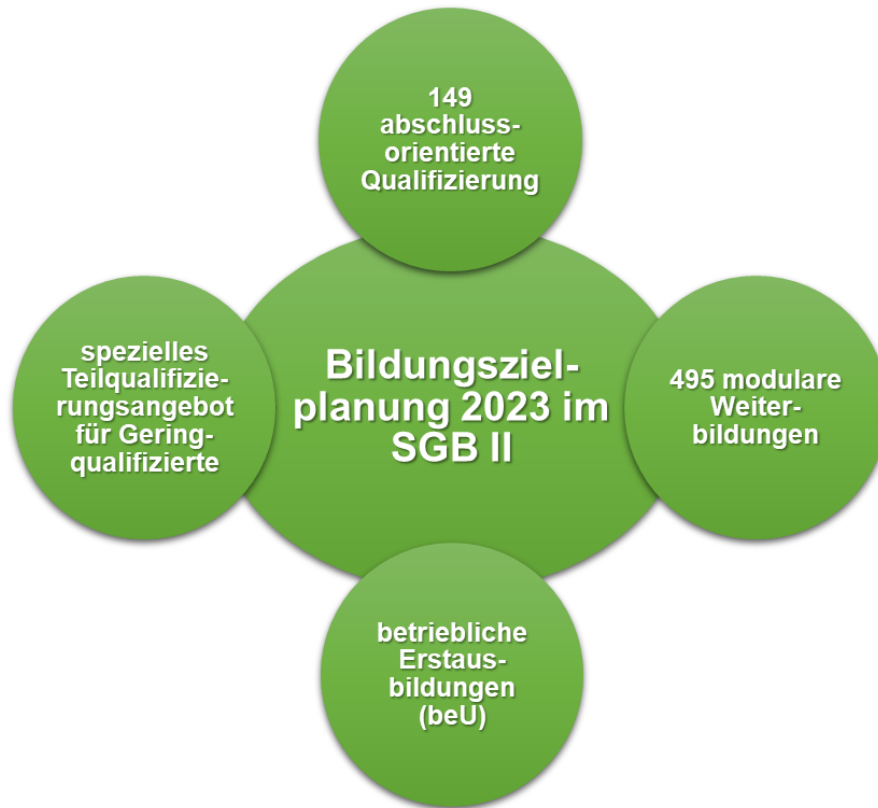 149
abschluss-
orientierte
Qualifizierung
spezielles
Teilqualifizie-
rungsangebot
für Gering-
qualifizierte
Bildungsziel-
planung 2023 im
SGB II
495 modulare
Weiter-
bildungen
betriebliche
Erstaus-
bildungen
(beU)